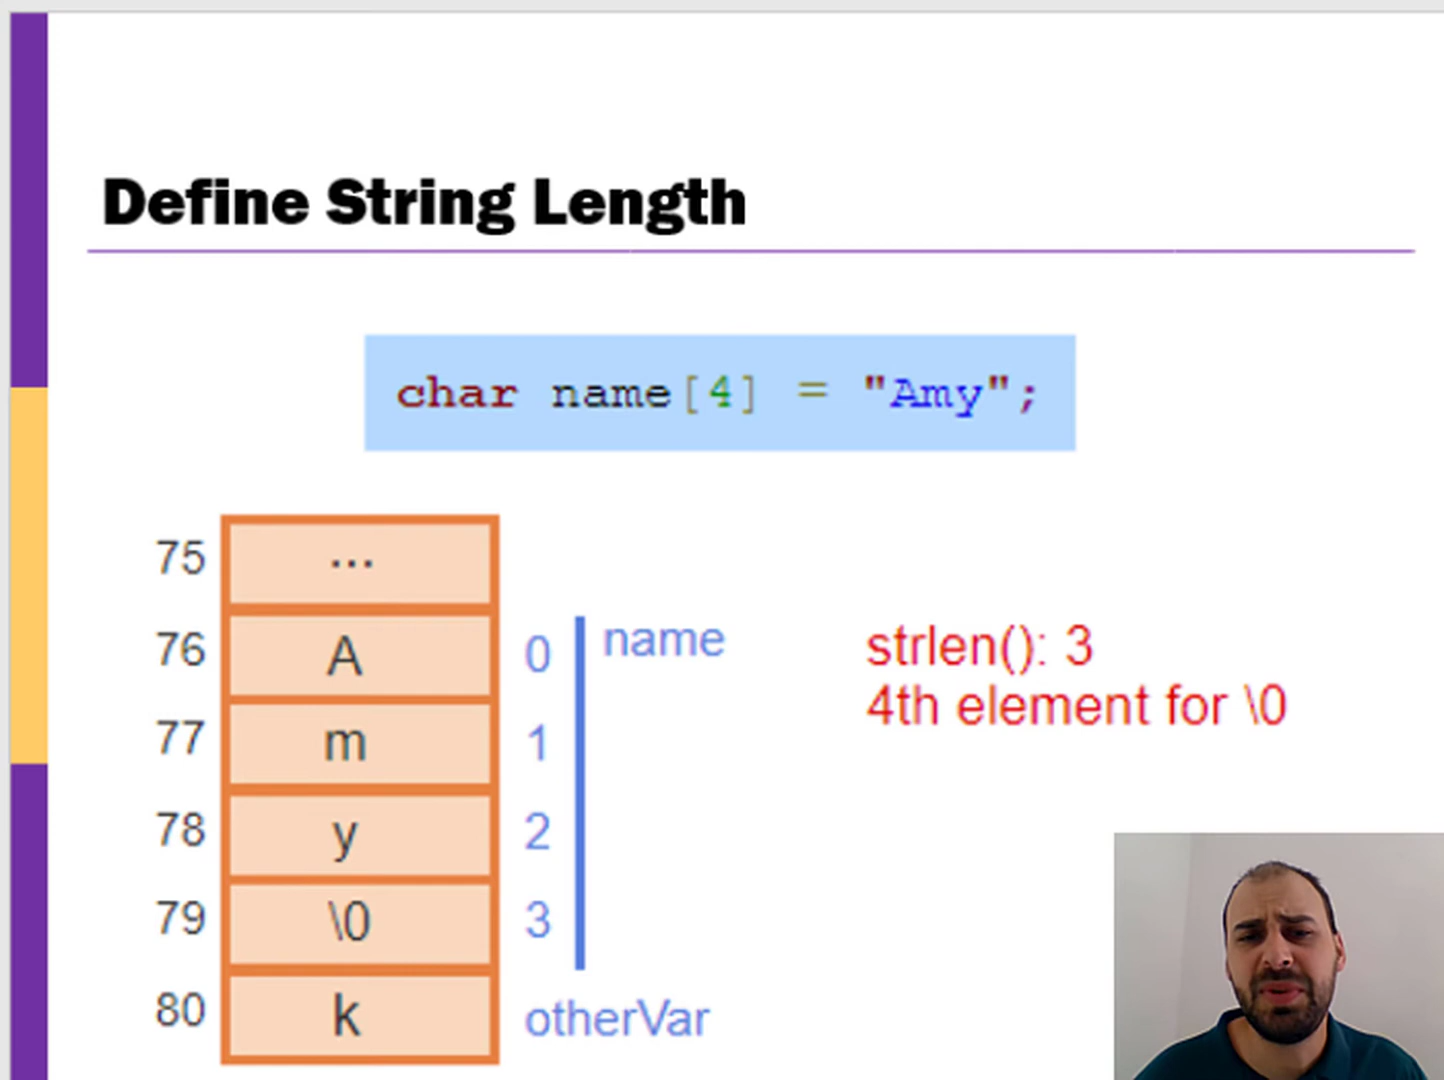 Define String Length
char name[4] = "Amy";
75 ...
76 A 0 name
77 m 1
78 y 2
79 \0 3
80 k otherVar
strlen(): 3
4th element for \0